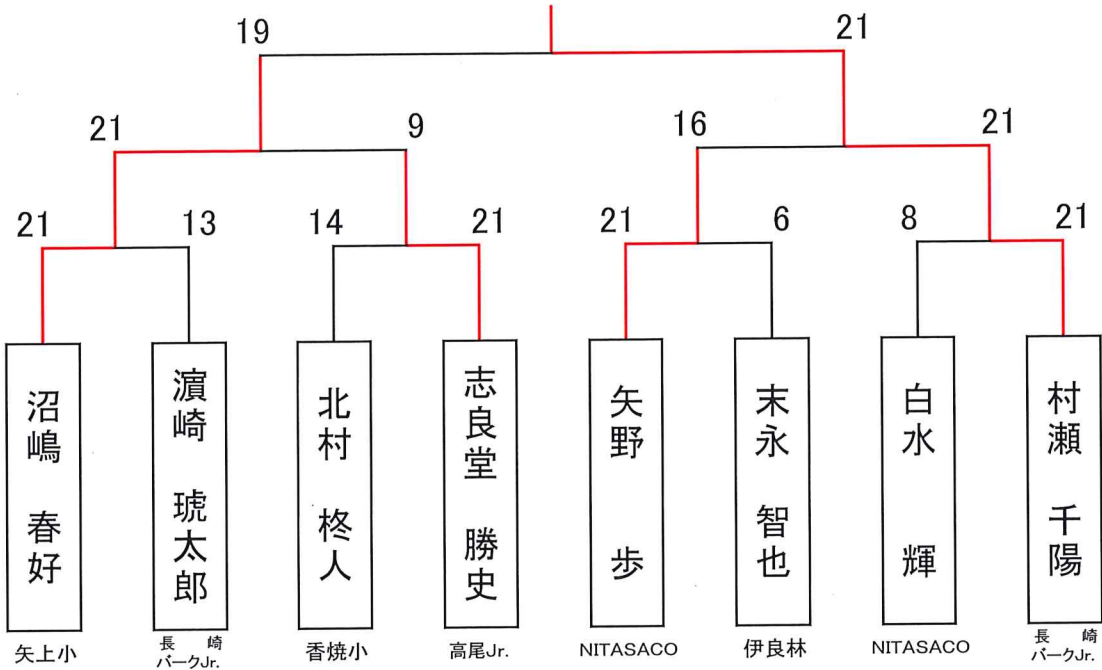 19 21
21 9 16 21
21 13 14 21 21 6 8 21
沼嶋 春好
濵崎 琥太郎
北村 柊人
志良堂 勝史
矢野 歩
末永 智也
白水 輝
村瀬 千陽
矢上小
長崎
パークJr.
香焼小
高尾Jr.
NITASACO
伊良林
NITASACO
長崎
パークJr.